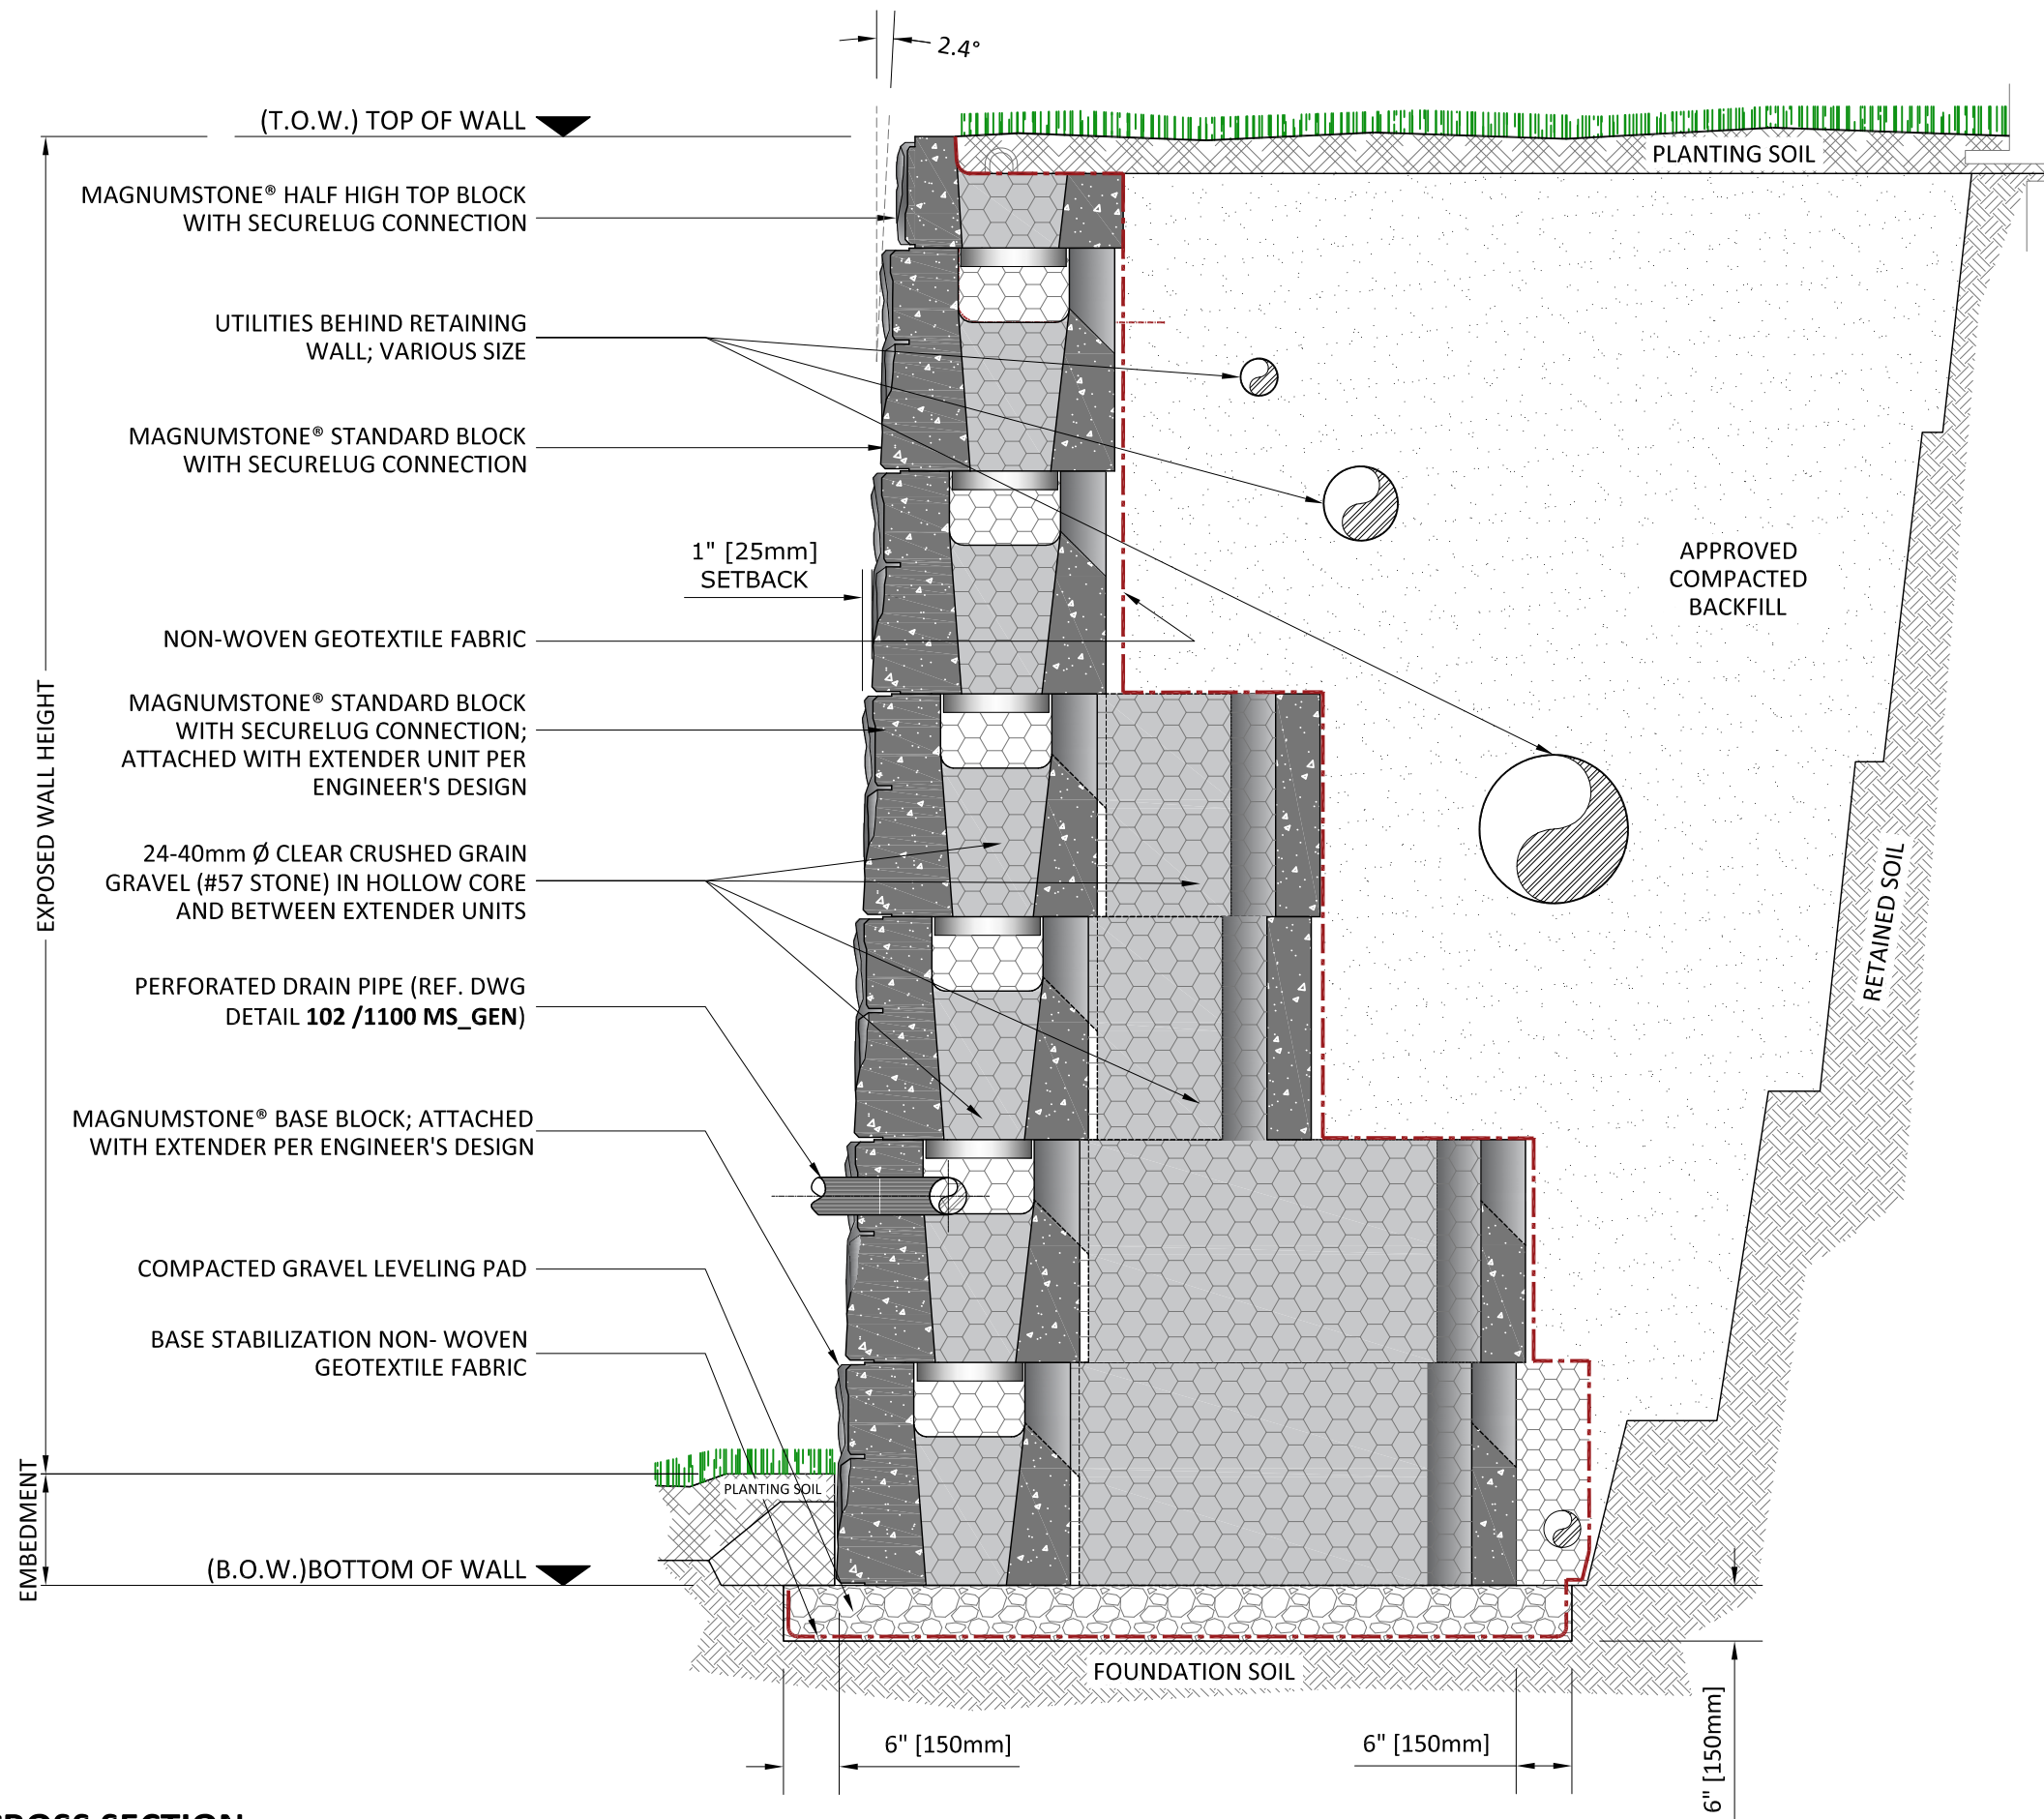 2.4°
(T.O.W.) TOP OF WALL
PLANTING SOIL
MAGNUMSTONE® HALF HIGH TOP BLOCK
WITH SECURELUG CONNECTION
UTILITIES BEHIND RETAINING
WALL; VARIOUS SIZE
MAGNUMSTONE® STANDARD BLOCK
WITH SECURELUG CONNECTION
1" [25mm]
SETBACK
APPROVED
COMPACTED
BACKFILL
NON-WOVEN GEOTEXTILE FABRIC
MAGNUMSTONE® STANDARD BLOCK
WITH SECURELUG CONNECTION;
ATTACHED WITH EXTENDER UNIT PER
ENGINEER'S DESIGN
EXPOSED WALL HEIGHT
24-40mm Ø CLEAR CRUSHED GRAIN
GRAVEL (#57 STONE) IN HOLLOW CORE
AND BETWEEN EXTENDER UNITS
RETAINED SOIL
PERFORATED DRAIN PIPE (REF. DWG
DETAIL 102 /1100 MS_GEN)
MAGNUMSTONE® BASE BLOCK; ATTACHED
WITH EXTENDER PER ENGINEER'S DESIGN
COMPACTED GRAVEL LEVELING PAD
BASE STABILIZATION NON- WOVEN
GEOTEXTILE FABRIC
PLANTING SOIL
EMBEDMENT
(B.O.W.)BOTTOM OF WALL
FOUNDATION SOIL
6" [150mm]
6" [150mm]
6" [150mm]
CROSS SECTION